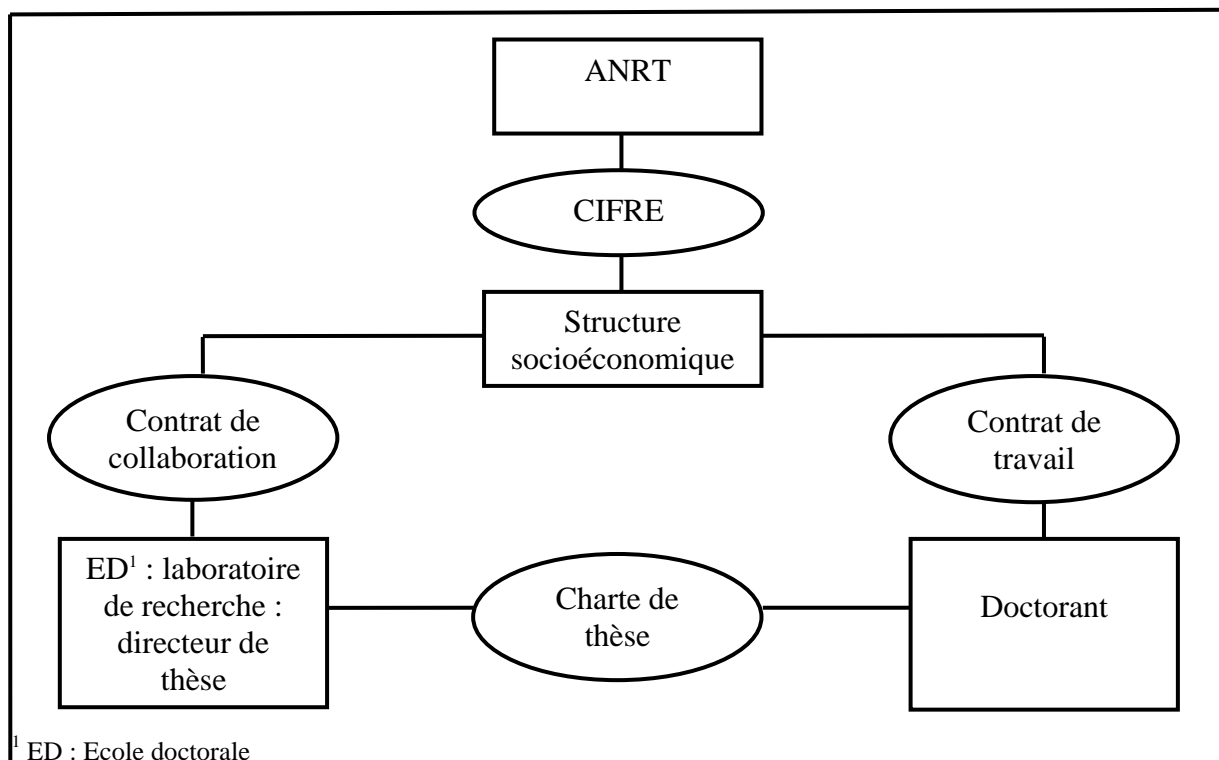 ANRT
CIFRE
Structure
socioéconomique
Contrat de
collaboration
Contrat de
travail
ED¹ : laboratoire
de recherche :
directeur de
thèse
Charte de
thèse
Doctorant
¹ ED : Ecole doctorale